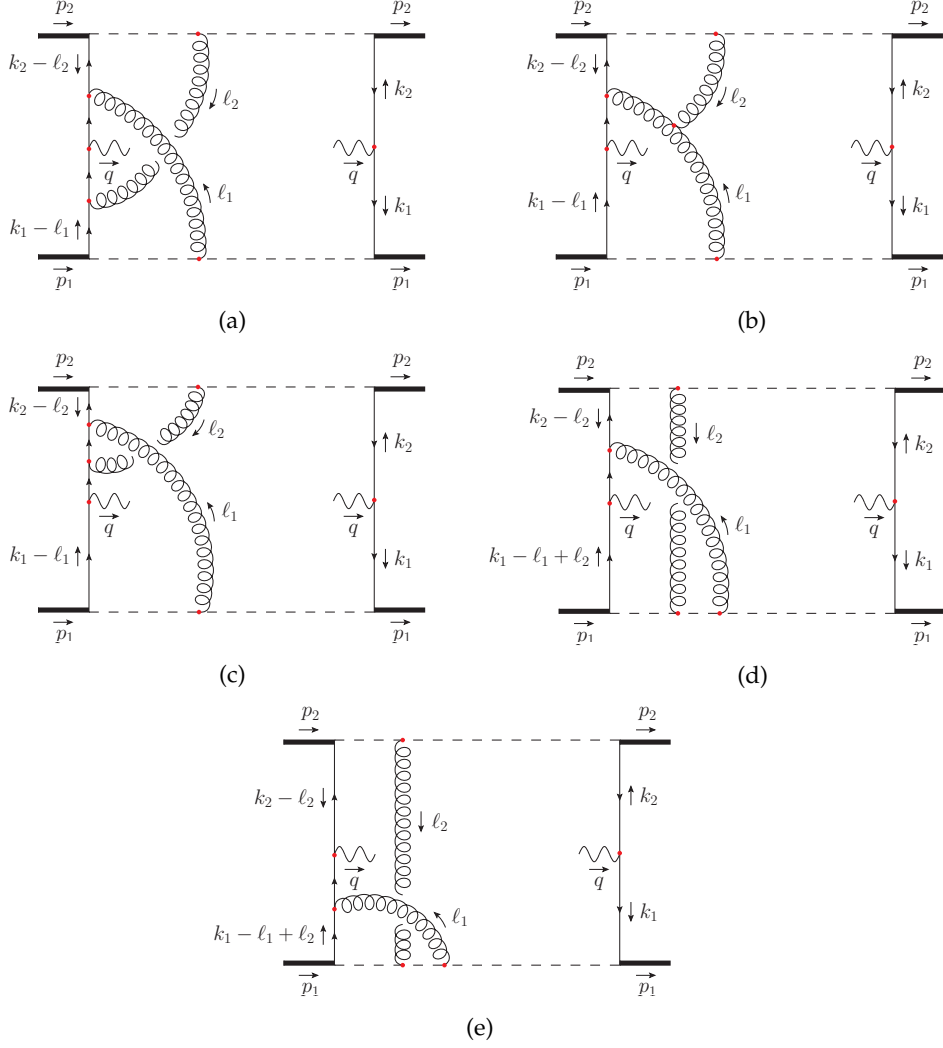 p₂ p₂ p₂ p₂
k₂ − ℓ₂ ℓ₂ k₂ k₂ − ℓ₂ ℓ₂ k₂
q q q q
k₁ − ℓ₁ ℓ₁ k₁ k₁ − ℓ₁ ℓ₁ k₁
p₁ p₁ p₁ p₁
(a) (b)
p₂ p₂ p₂ p₂
k₂ − ℓ₂ ℓ₂ k₂ k₂ − ℓ₂ ℓ₂ k₂
q ℓ₁ q q ℓ₁ q
k₁ − ℓ₁ k₁ k₁ − ℓ₁ + ℓ₂ k₁
p₁ p₁ p₁ p₁
(c) (d)
p₂ p₂
k₂ − ℓ₂ ℓ₂ k₂
q q
k₁ − ℓ₁ + ℓ₂ ℓ₁ k₁
p₁ p₁
(e)